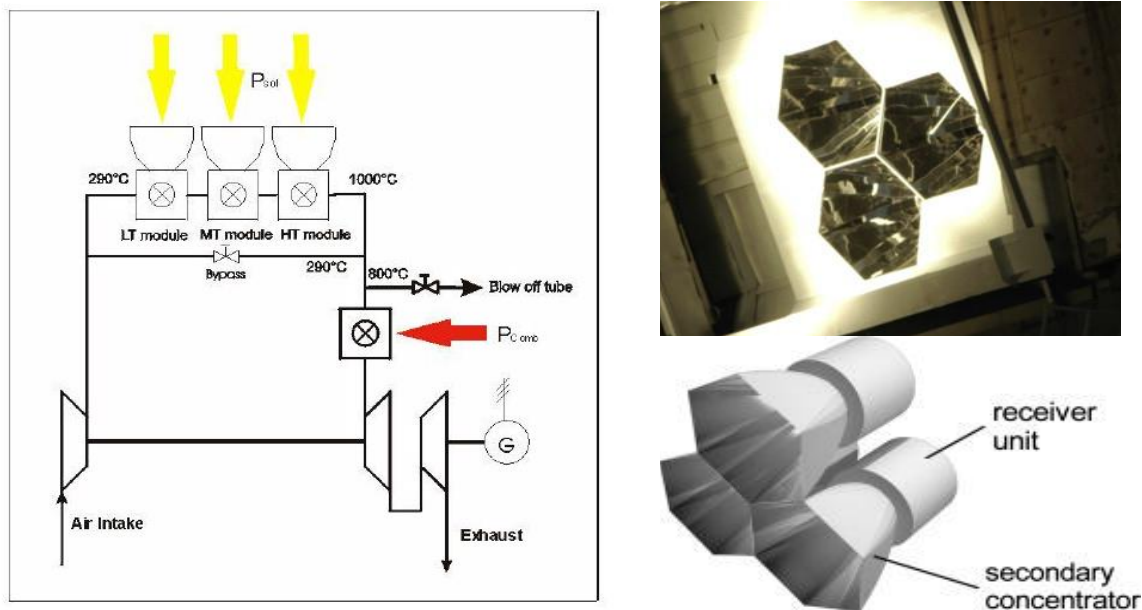 Psol
290°C
1000°C
LT module
MT module
HT module
Bypass
290°C
800°C
Blow off tube
PComb
G
Air Intake
Exhaust
receiver
unit
secondary
concentrator